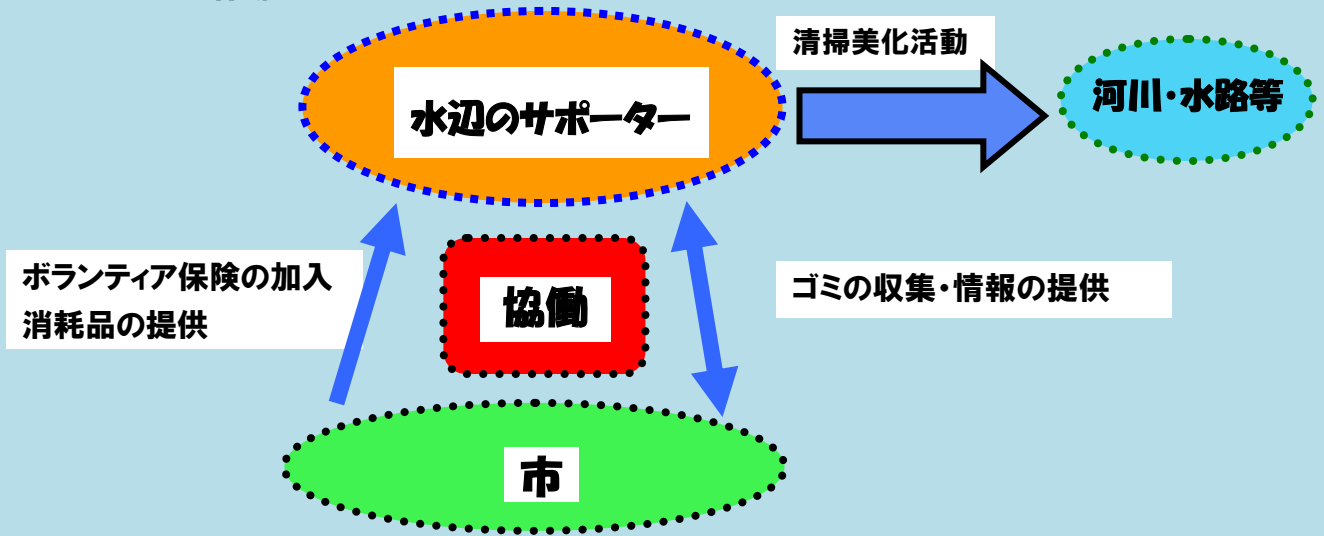 清掃美化活動
水辺のサポーター
河川・水路等
ボランティア保険の加入
消耗品の提供
協働
ゴミの収集・情報の提供
市